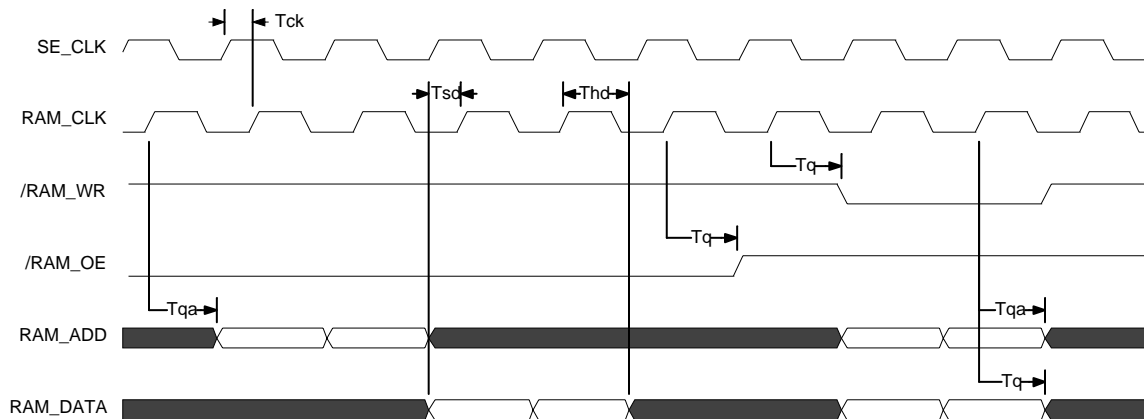 Tck
SE_CLK
Tsd
Thd
RAM_CLK
Tq
/RAM_WR
Tq
/RAM_OE
Tqa
Tqa
RAM_ADD
Tq
RAM_DATA